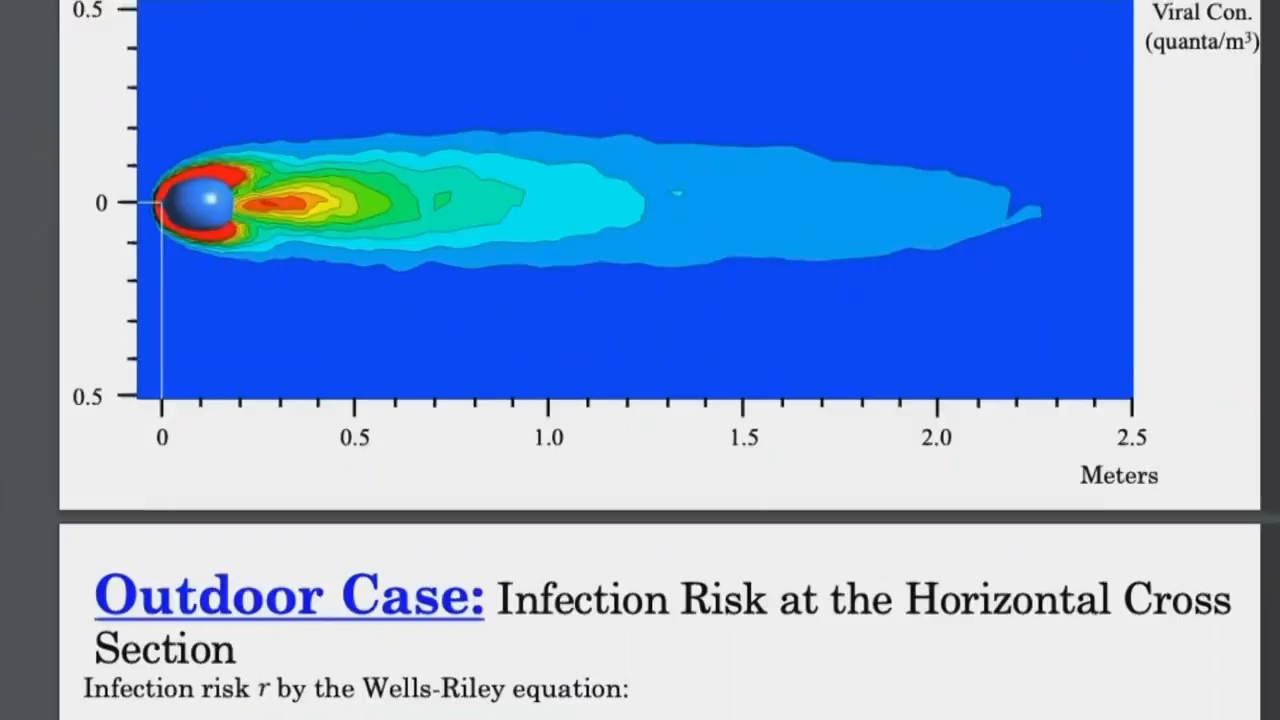 0.5
Viral Con.
(quanta/m³)
0
0.5
0 0.5 1.0 1.5 2.0 2.5
Meters
Outdoor Case: Infection Risk at the Horizontal Cross
Section
Infection risk r by the Wells-Riley equation: